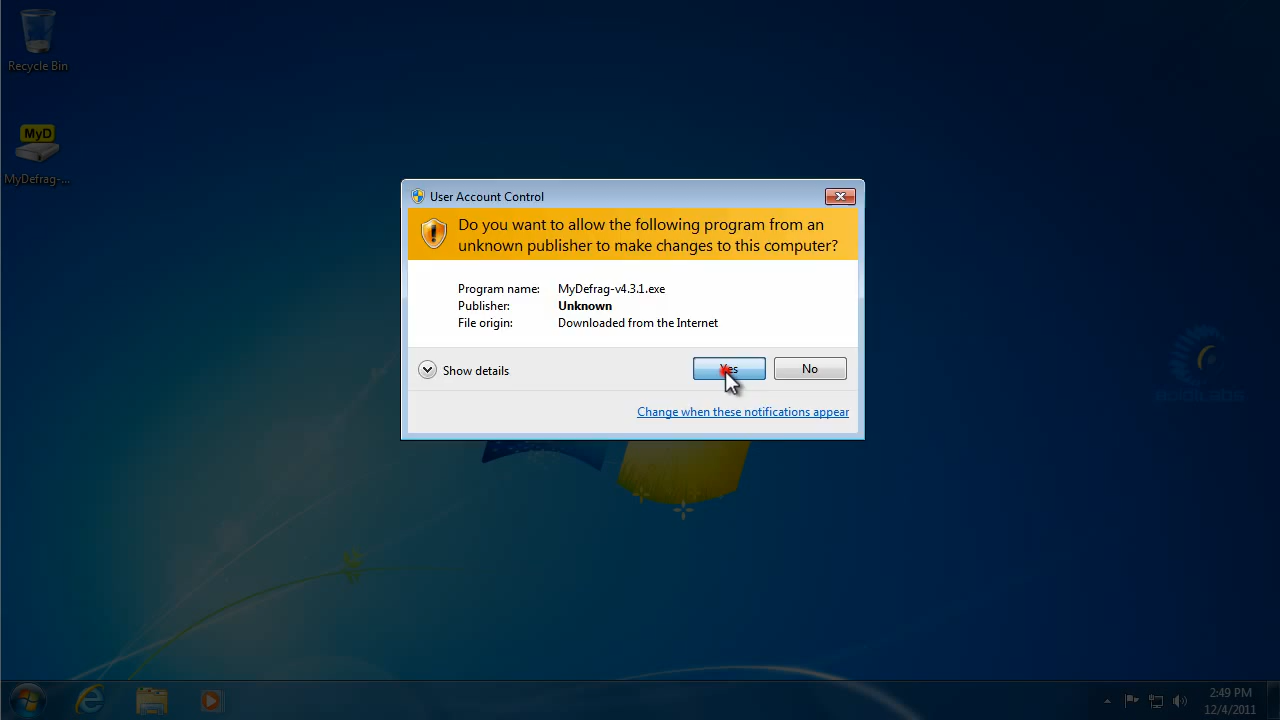 Recycle Bin
MyD
MyDefrag-...
User Account Control
Do you want to allow the following program from an
unknown publisher to make changes to this computer?
Program name: MyDefrag-v4.3.1.exe
Publisher: Unknown
File origin: Downloaded from the Internet
Show details
Yes
No
Change when these notifications appear
2:49 PM
12/4/2011